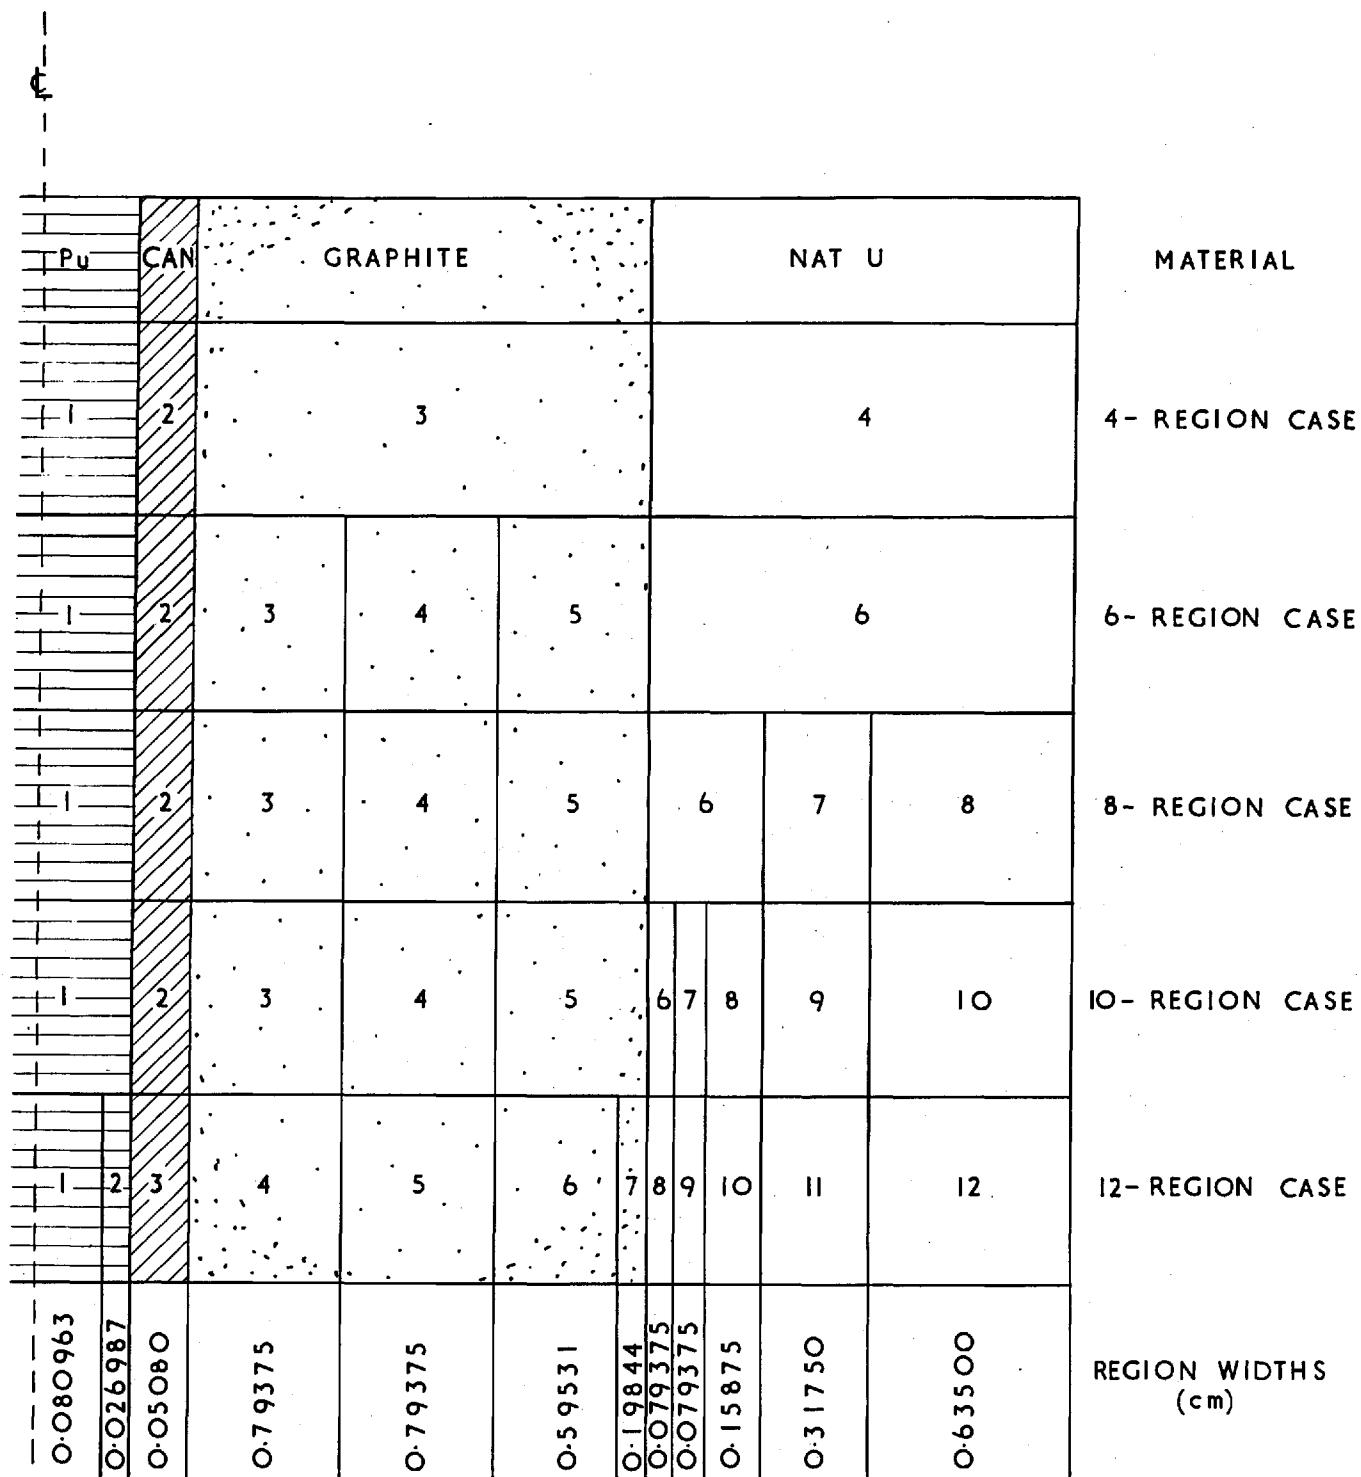 ℄
Pu CAN GRAPHITE NAT U MATERIAL
1 2 3 4 4- REGION CASE
1 2 3 4 5 6 6- REGION CASE
1 2 3 4 5 6 7 8 8- REGION CASE
1 2 3 4 5 6 7 8 9 10 10- REGION CASE
1 2 3 4 5 6 7 8 9 10 11 12 12- REGION CASE
0·080963 0·026987 0·05080 0·79375 0·79375 0·59531 0·19844 0·079375 0·079375 0·15875 0·31750 0·63500 REGION WIDTHS
(cm)